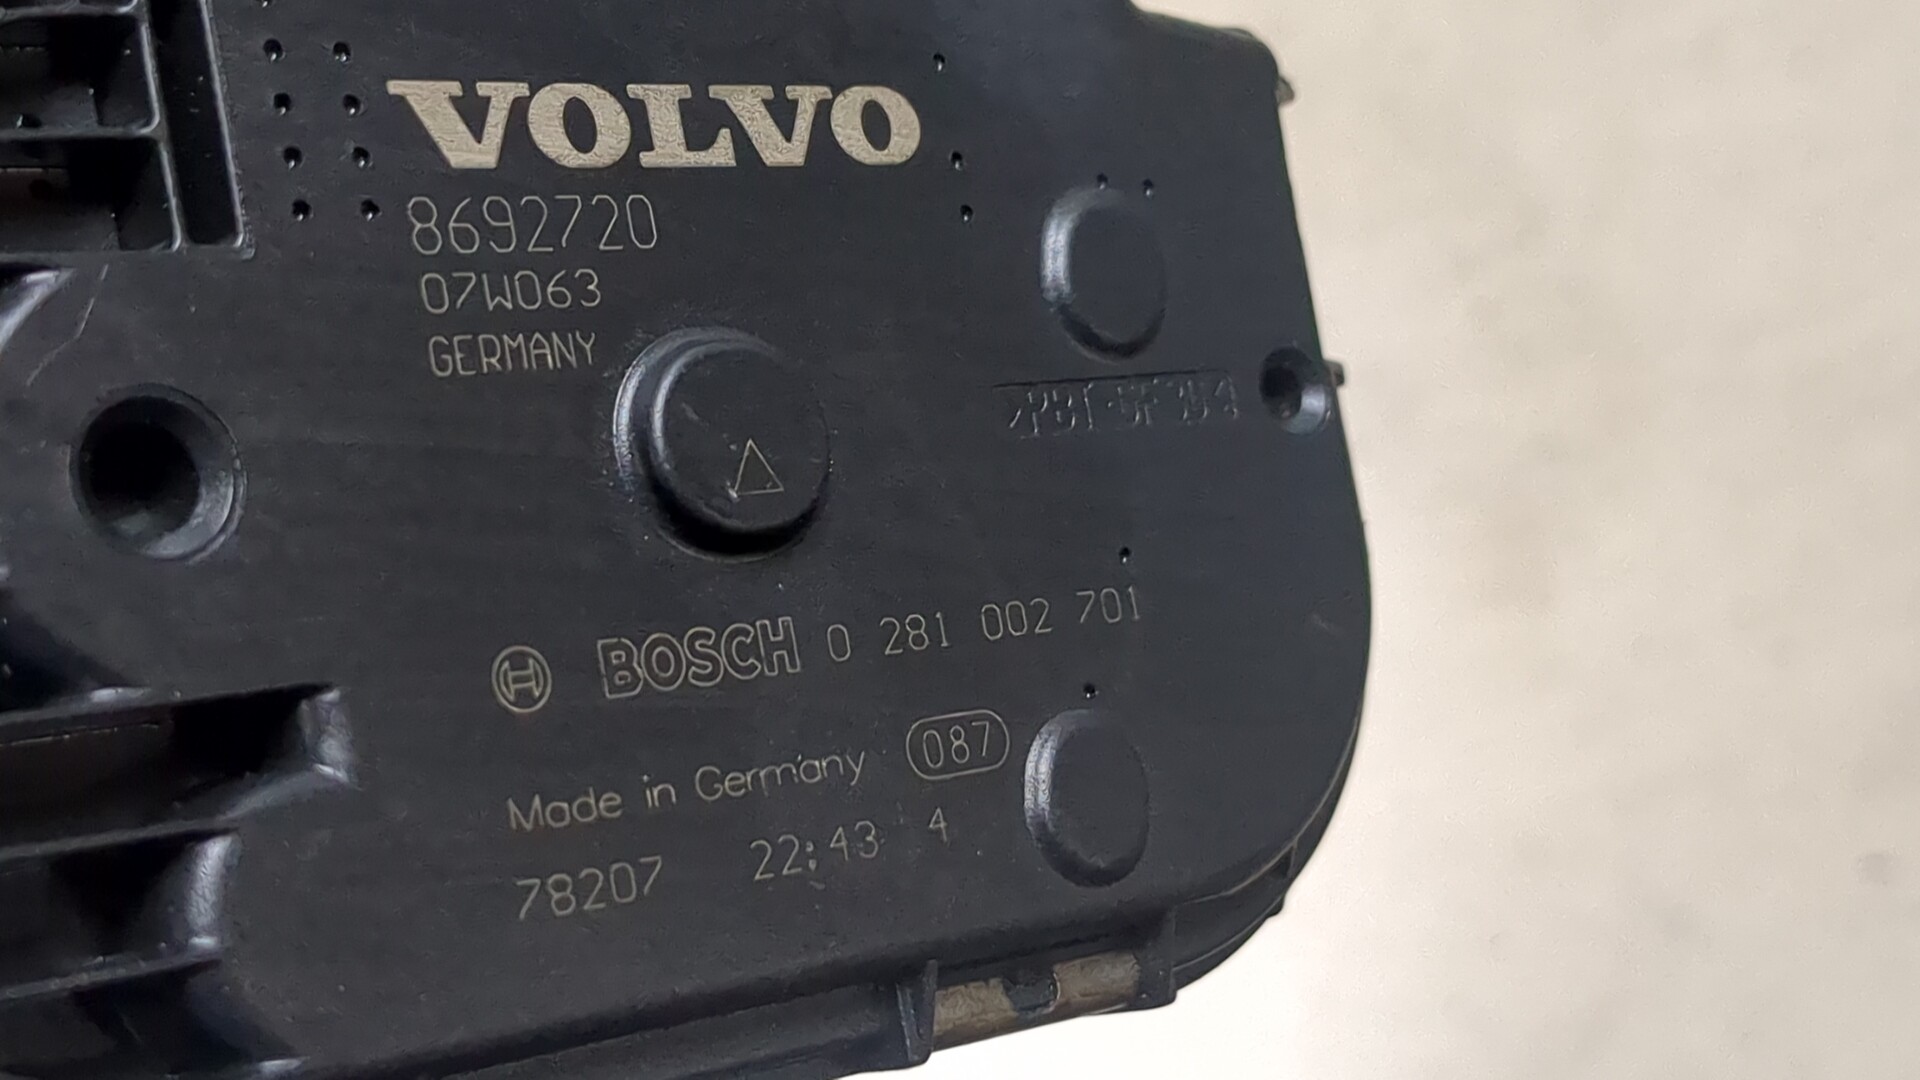 VOLVO
8692720
07W063
GERMANY
BOSCH 0 281 002 701
Made in Germany 087
78207 22:43 4